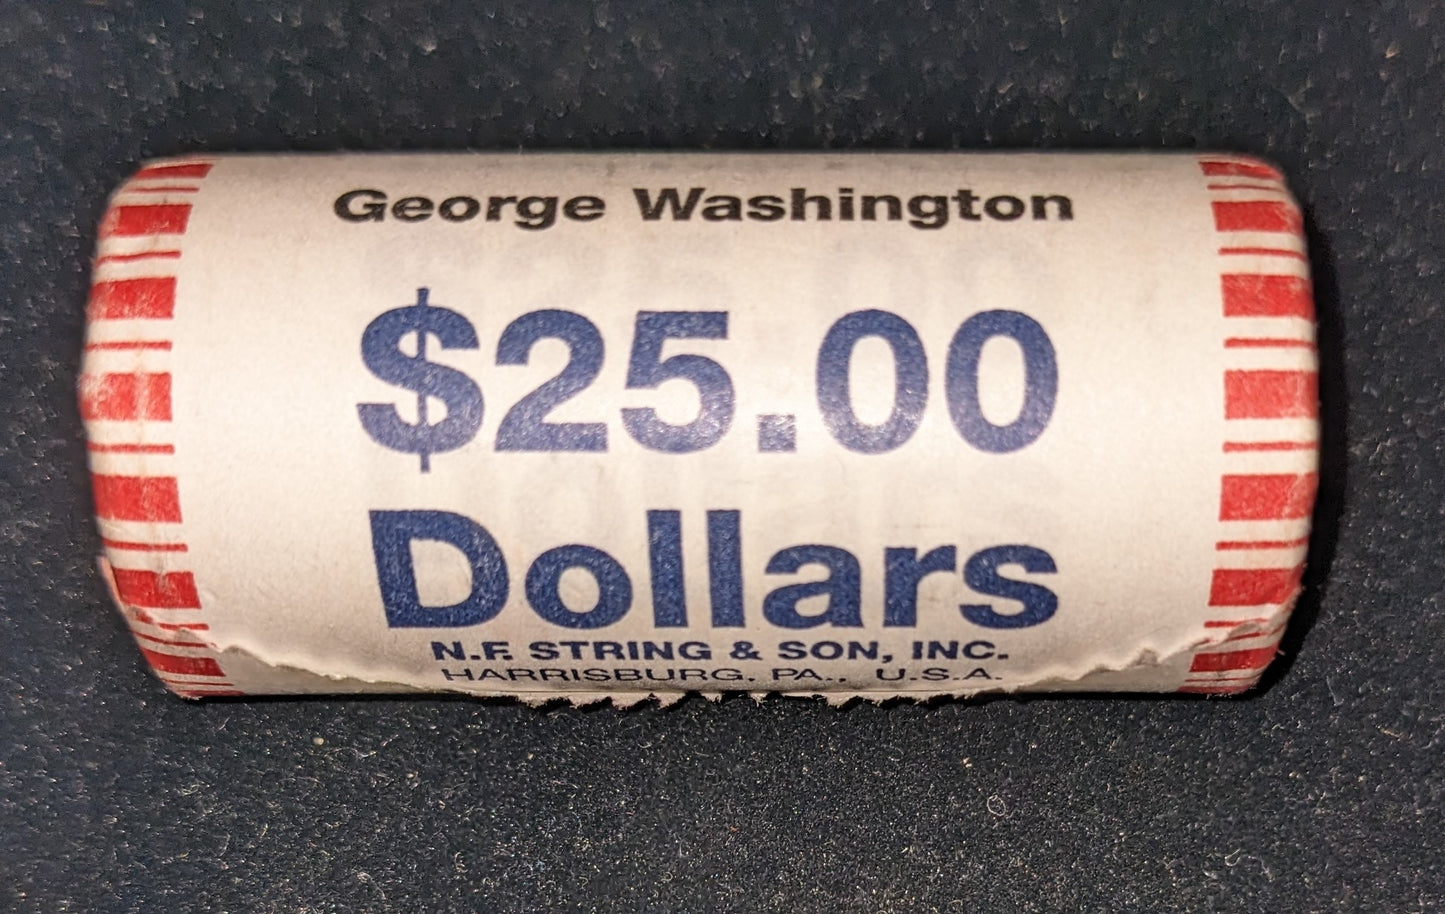 George Washington
$25.00
Dollars
N.F. STRING & SON, INC.
HARRISBURG, PA., U.S.A.